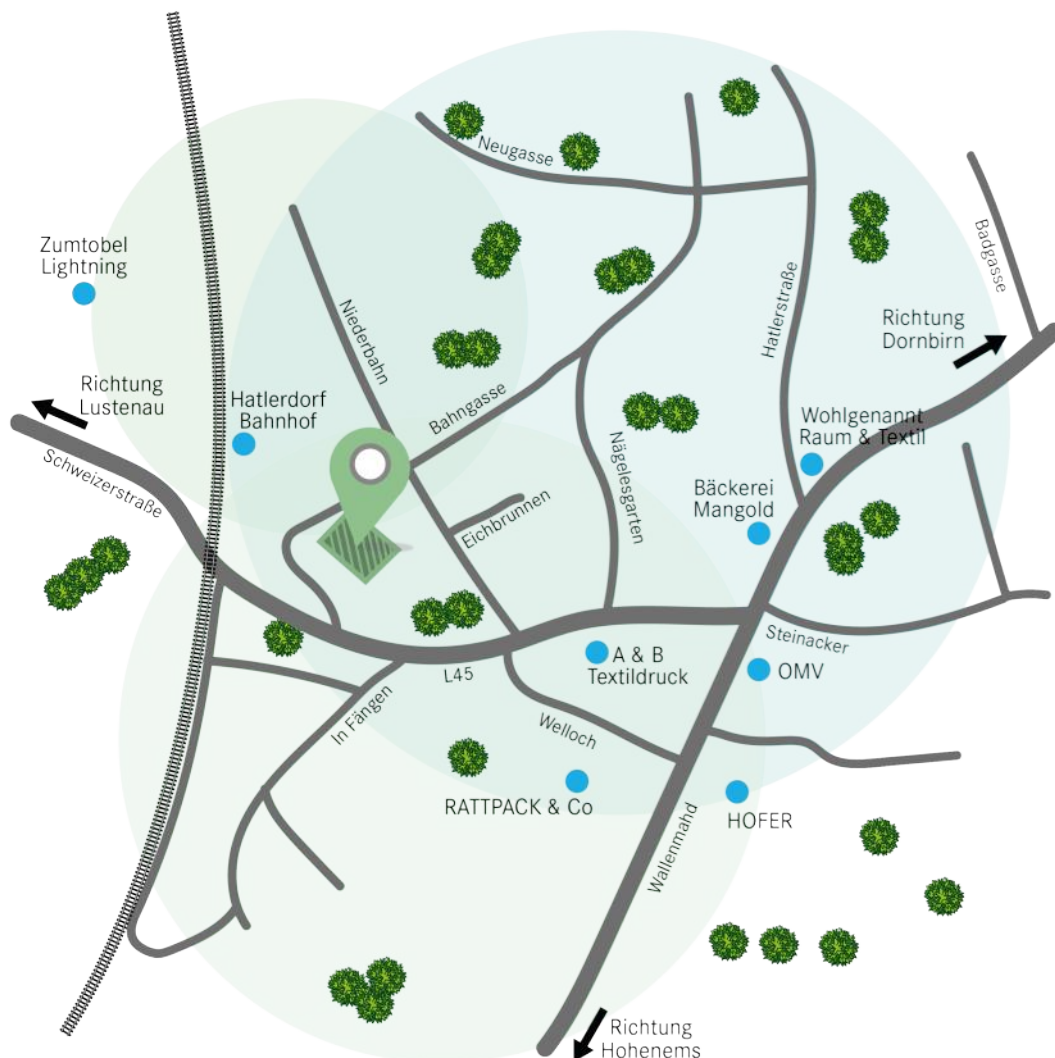 Neugasse
Badgasse
Zumtobel
Lightning
Niederbahn
Hatlerstraße
Richtung
Dornbirn
Richtung
Lustenau
Hatlerdorf
Bahnhof
Bahngasse
Wohlgenannt
Raum & Textil
Schweizerstraße
Nägelesgarten
Bäckerei
Mangold
Eichbrunnen
Steinacker
A & B
Textildruck
L45
OMV
In Fängen
Welloch
RATTPACK & Co
HOFER
Wallenmahd
Richtung
Hohenems